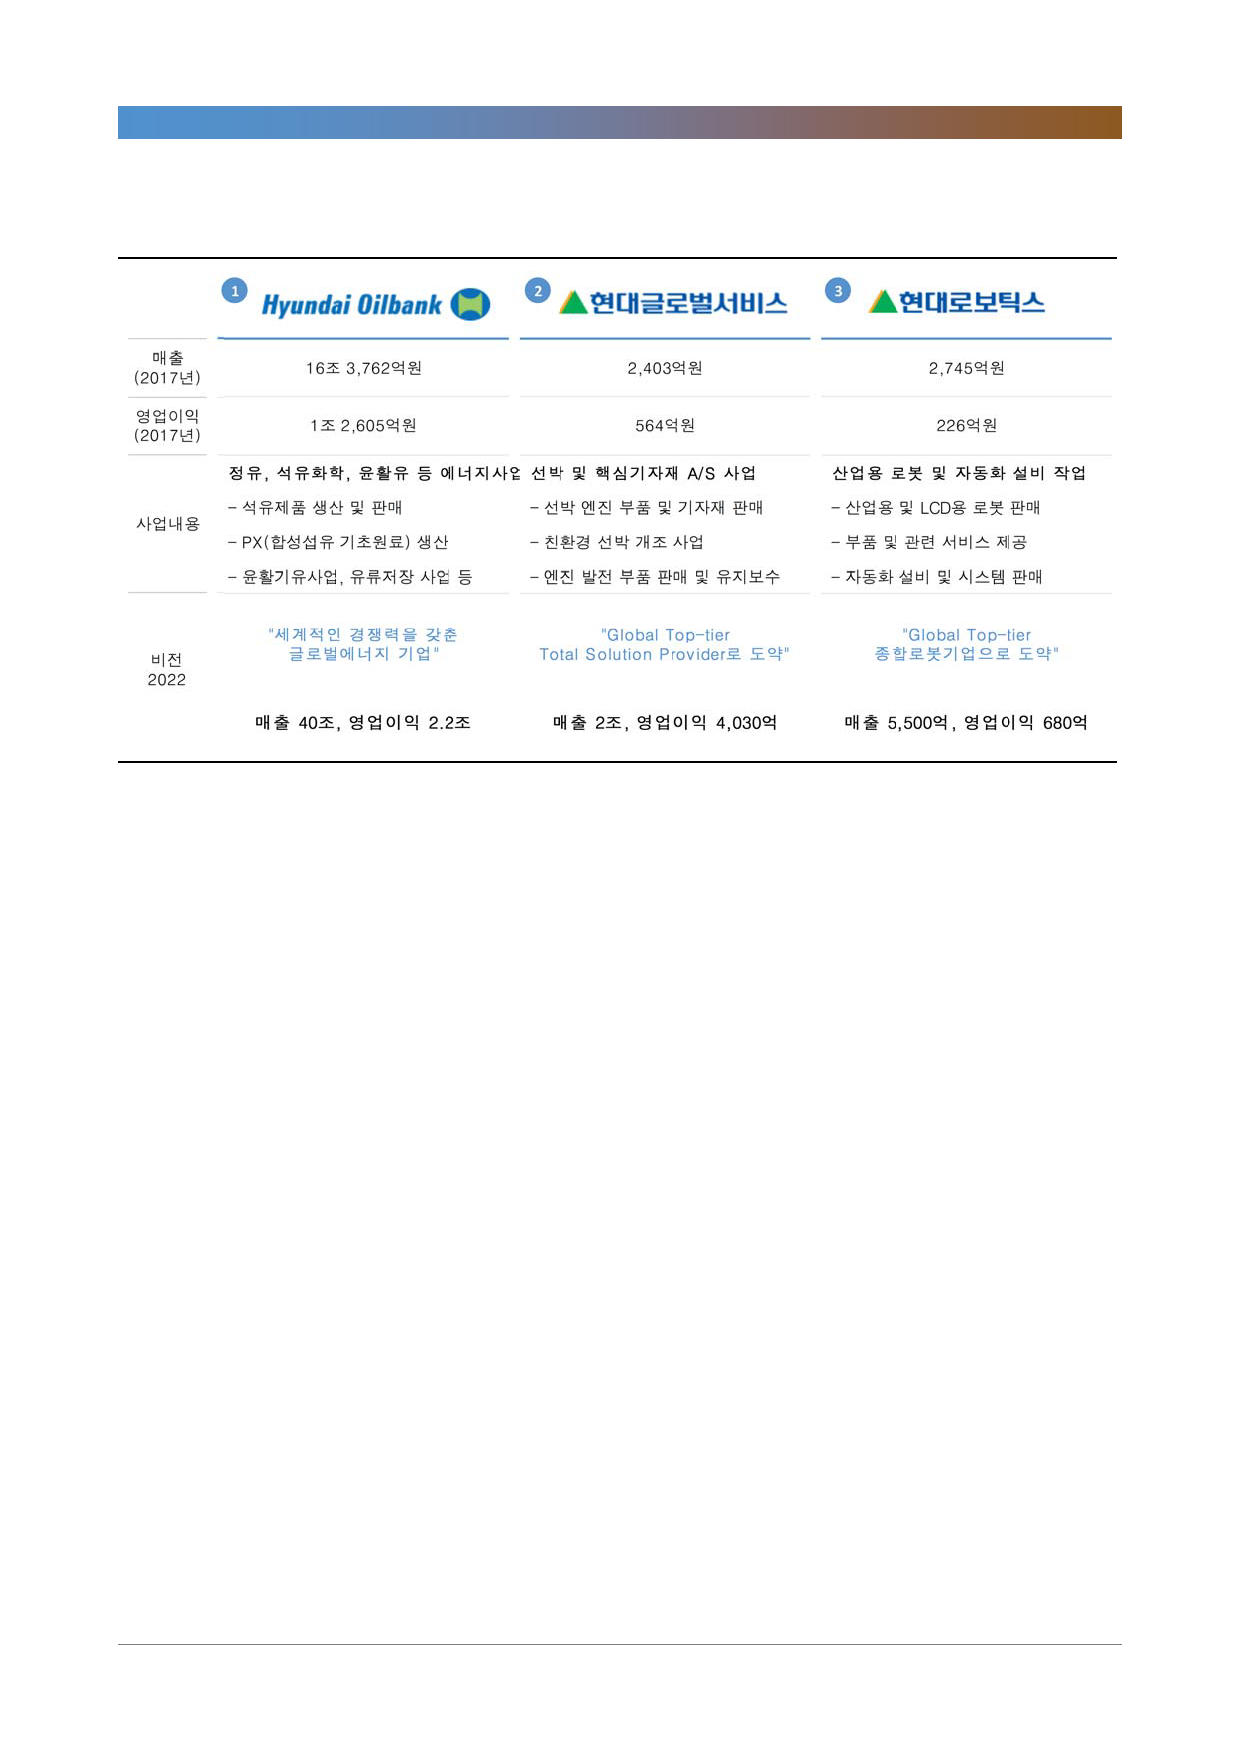 1 Hyundai Oilbank
2 현대글로벌서비스
3 현대로보틱스
매출
(2017년)
16조 3,762억원
2,403억원
2,745억원
영업이익
(2017년)
1조 2,605억원
564억원
226억원
사업내용
정유, 석유화학, 윤활유 등 에너지사업
– 석유제품 생산 및 판매
– PX(합성섬유 기초원료) 생산
– 윤활기유사업, 유류저장 사업 등
선박 및 핵심기자재 A/S 사업
– 선박 엔진 부품 및 기자재 판매
– 친환경 선박 개조 사업
– 엔진 발전 부품 판매 및 유지보수
산업용 로봇 및 자동화 설비 작업
– 산업용 및 LCD용 로봇 판매
– 부품 및 관련 서비스 제공
– 자동화 설비 및 시스템 판매
비전
2022
"세계적인 경쟁력을 갖춘
글로벌에너지 기업"
매출 40조, 영업이익 2.2조
"Global Top-tier
Total Solution Provider로 도약"
매출 2조, 영업이익 4,030억
"Global Top-tier
종합로봇기업으로 도약"
매출 5,500억, 영업이익 680억